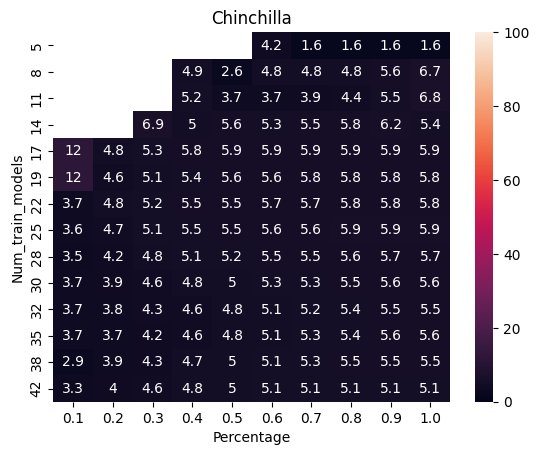 Chinchilla
5 4.2 1.6 1.6 1.6 1.6 100
8 4.9 2.6 4.8 4.8 4.8 5.6 6.7
11 5.2 3.7 3.7 3.9 4.4 5.5 6.8
14 6.9 5 5.6 5.3 5.5 5.8 6.2 5.4 80
17 12 4.8 5.3 5.8 5.9 5.9 5.9 5.9 5.9 5.9
19 12 4.6 5.1 5.4 5.6 5.6 5.8 5.8 5.8 5.8 60
22 3.7 4.8 5.2 5.5 5.5 5.7 5.7 5.8 5.8 5.8
25 3.6 4.7 5.1 5.5 5.5 5.6 5.6 5.9 5.9 5.9
28 3.5 4.2 4.8 5.1 5.2 5.5 5.5 5.6 5.7 5.7 40
30 3.7 3.9 4.6 4.8 5 5.3 5.3 5.5 5.6 5.6
32 3.7 3.8 4.3 4.6 4.8 5.1 5.2 5.4 5.5 5.5
35 3.7 3.7 4.2 4.6 4.8 5.1 5.3 5.4 5.6 5.6 20
38 2.9 3.9 4.3 4.7 5 5.1 5.3 5.5 5.5 5.5
42 3.3 4 4.6 4.8 5 5.1 5.1 5.1 5.1 5.1 0
0.1 0.2 0.3 0.4 0.5 0.6 0.7 0.8 0.9 1.0
Percentage
Num_train_models